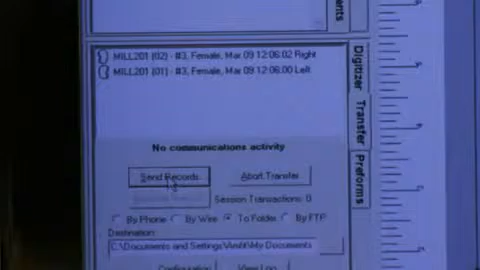 MILL201 (02) - #3, Female, Mar 09 12:06:02 Right
MILL201 (01) - #3, Female, Mar 09 12:06:00 Left
No communications activity
Send Records
Abort Transfer
Session Transactions: 0
By Phone
By Wire
To Folder
By FTP
Destination:
C:\Documents and Settings\
\My Documents
Configuration
View Log
Digitizer
Transfer
Preforms